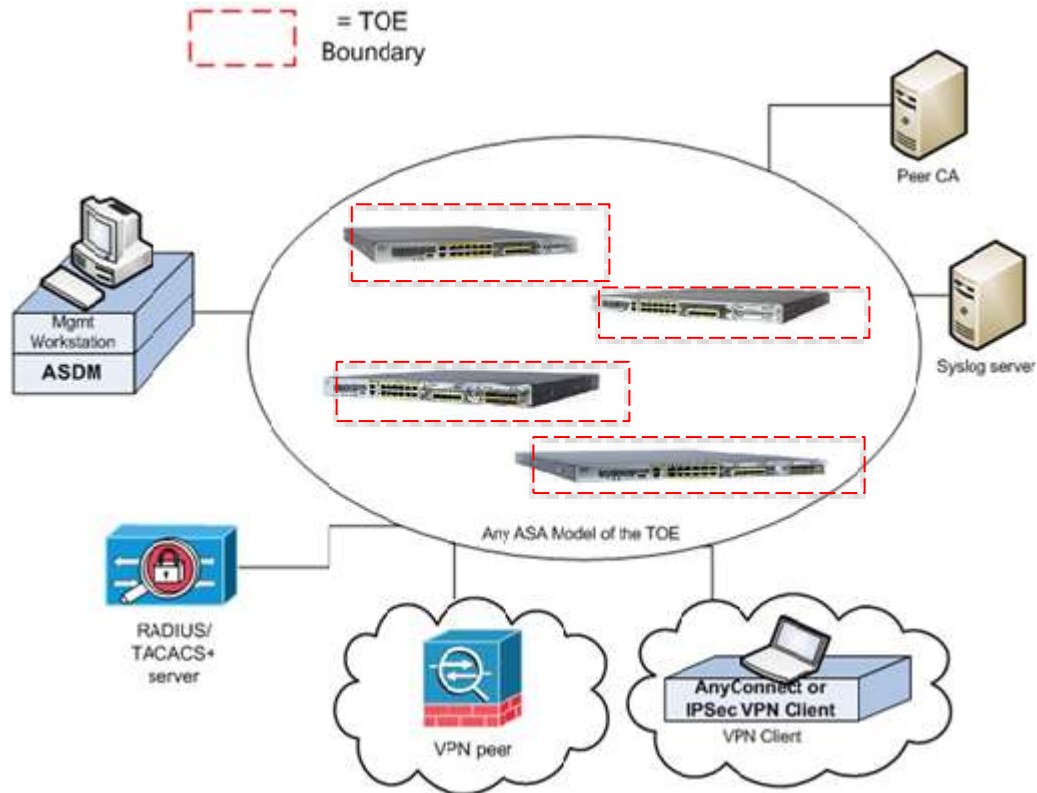 = TOE
Boundary
Peer CA
Mgmt
Workstation
ASDM
Syslog server
Any ASA Model of the TOE
RADIUS/
TACACS+
server
VPN peer
AnyConnect or
IPSec VPN Client
VPN Client